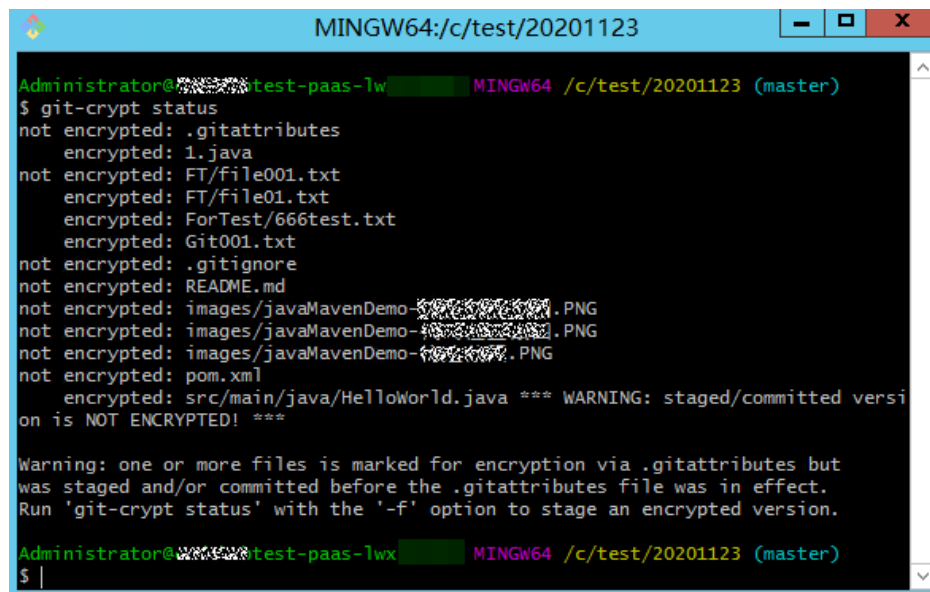 MINGW64:/c/test/20201123
Administrator@ test-paas-lw MINGW64 /c/test/20201123 (master)
$ git-crypt status
not encrypted: .gitattributes
    encrypted: 1.java
not encrypted: FT/file001.txt
    encrypted: FT/file01.txt
    encrypted: ForTest/666test.txt
    encrypted: Git001.txt
not encrypted: .gitignore
not encrypted: README.md
not encrypted: images/javaMavenDemo- .PNG
not encrypted: images/javaMavenDemo- .PNG
not encrypted: images/javaMavenDemo- .PNG
not encrypted: pom.xml
    encrypted: src/main/java/HelloWorld.java *** WARNING: staged/committed versi
on is NOT ENCRYPTED! ***
Warning: one or more files is marked for encryption via .gitattributes but
was staged and/or committed before the .gitattributes file was in effect.
Run 'git-crypt status' with the '-f' option to stage an encrypted version.
Administrator@ test-paas-lwx MINGW64 /c/test/20201123 (master)
$